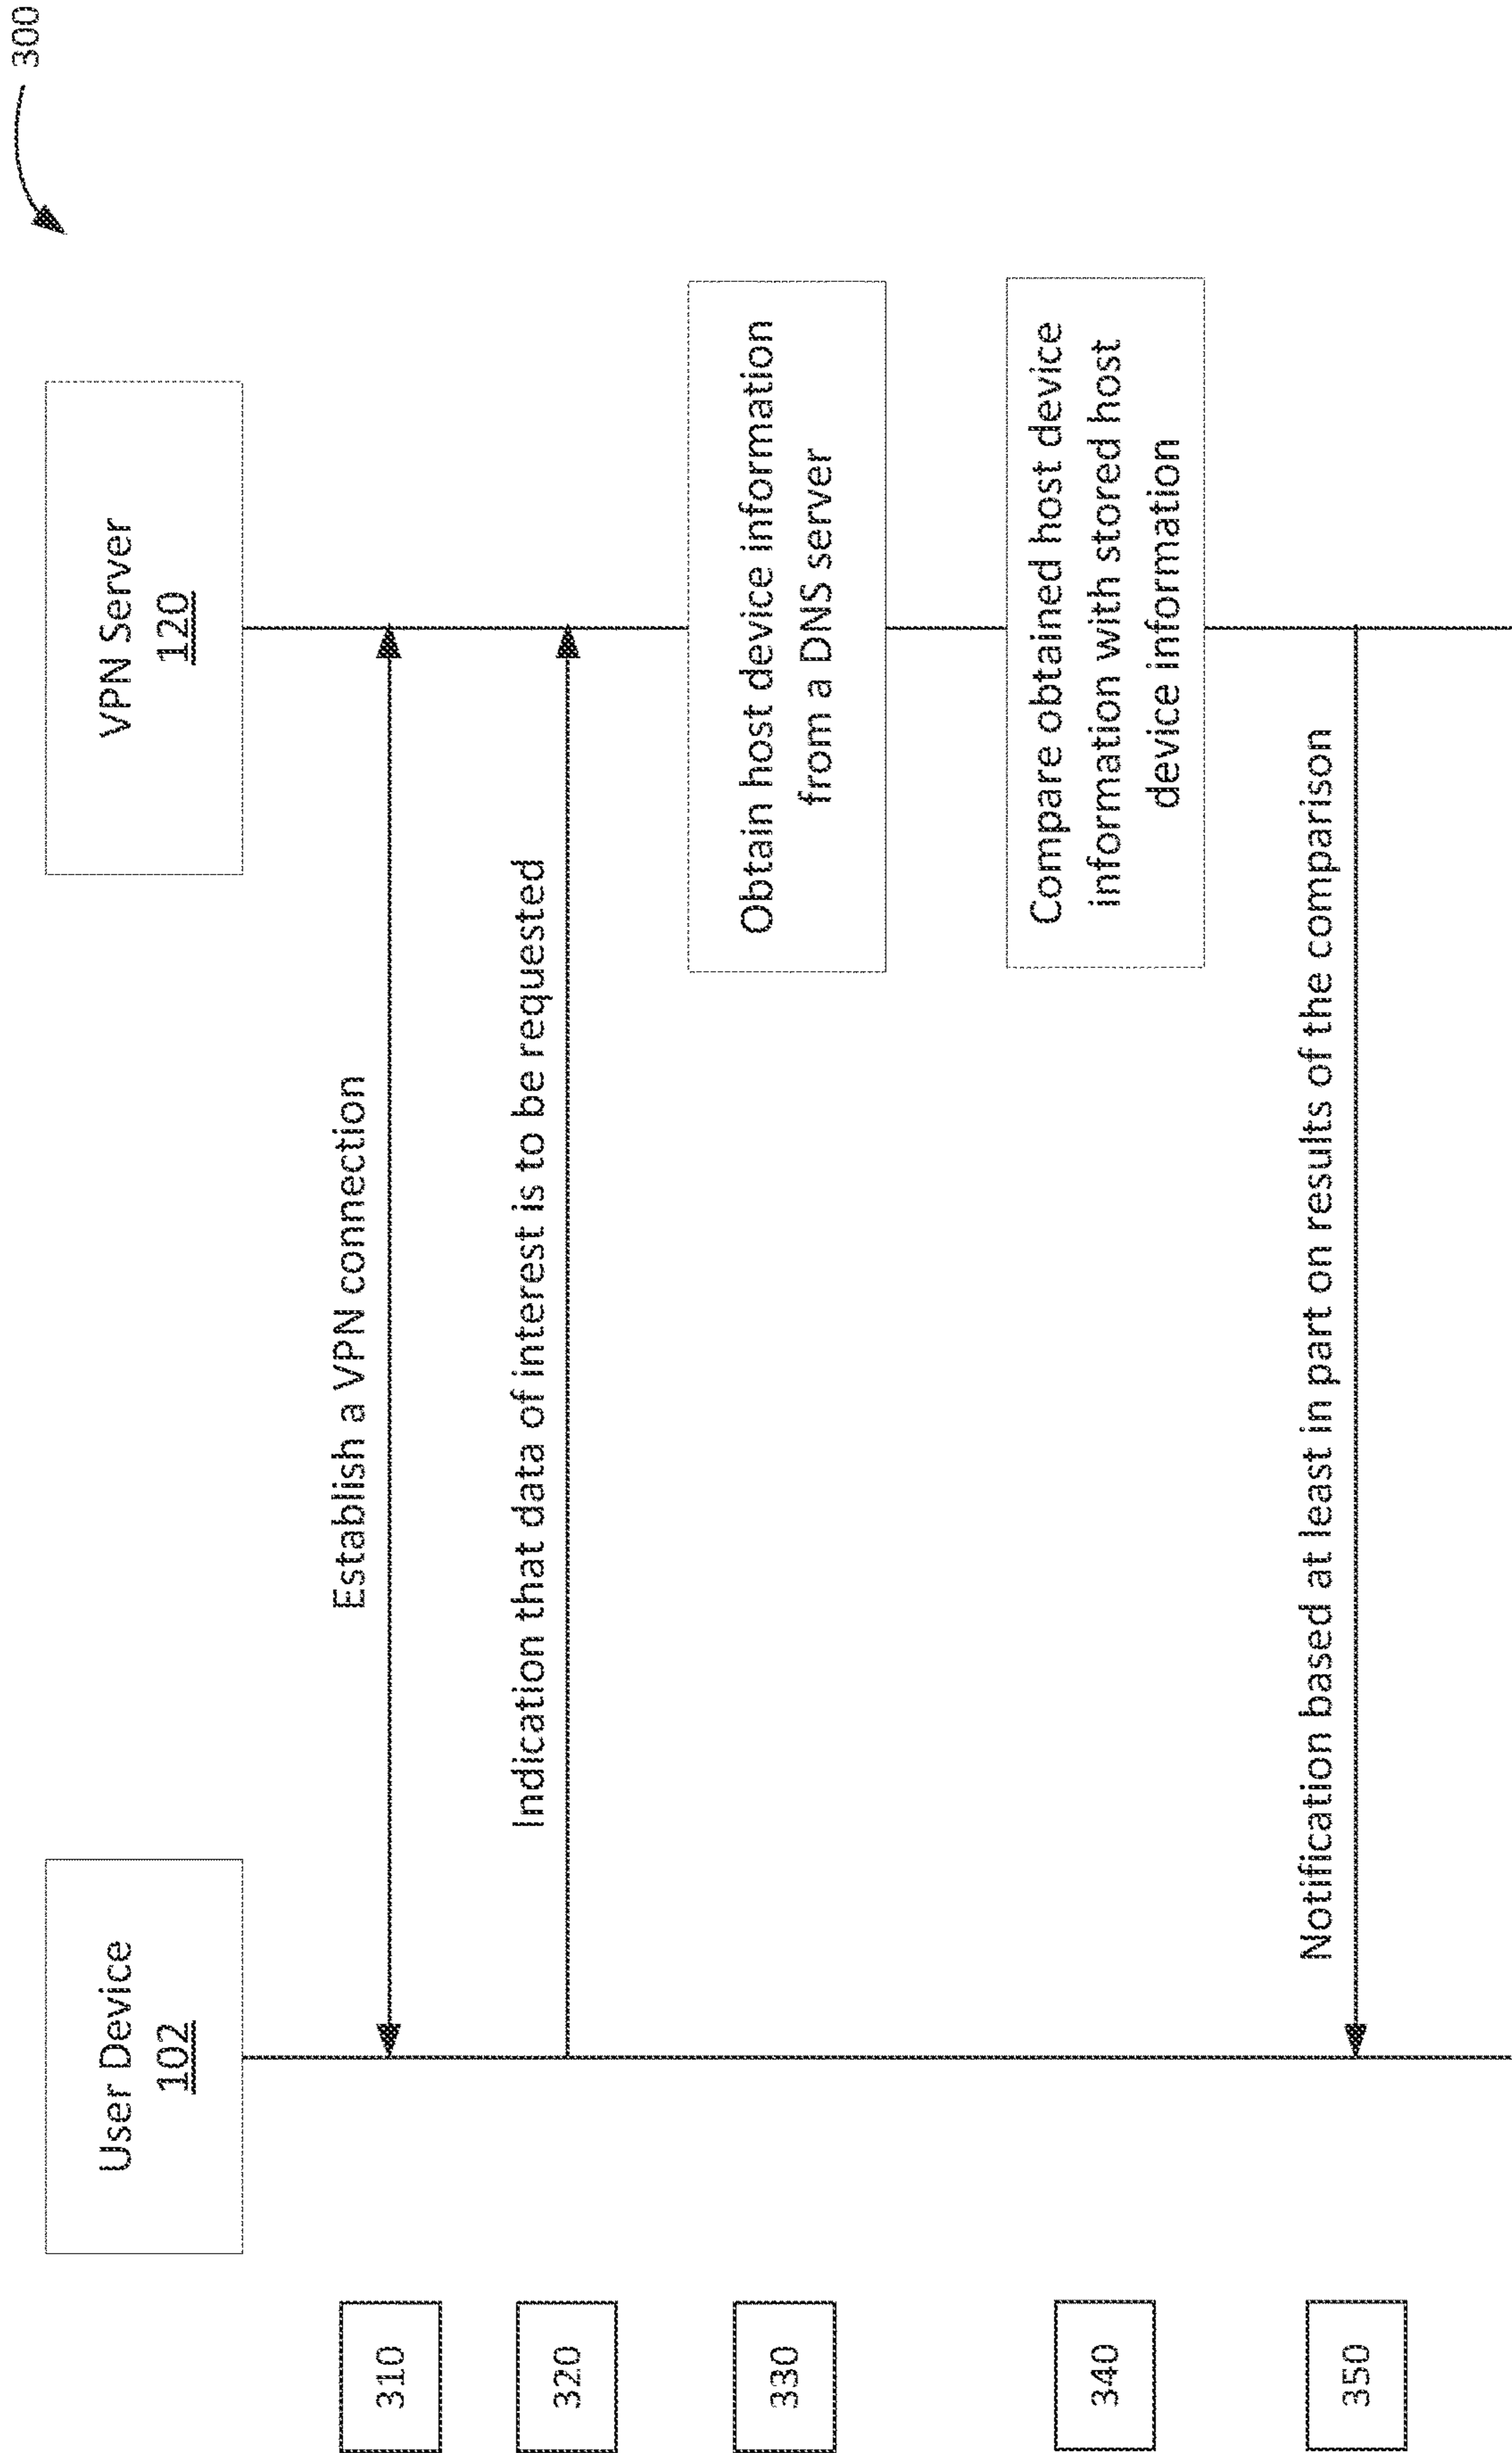 300
User Device
102
VPN Server
120
310
Establish a VPN connection
320
Indication that data of interest is to be requested
330
Obtain host device information
from a DNS server
340
Compare obtained host device
information with stored host
device information
350
Notification based at least in part on results of the comparison